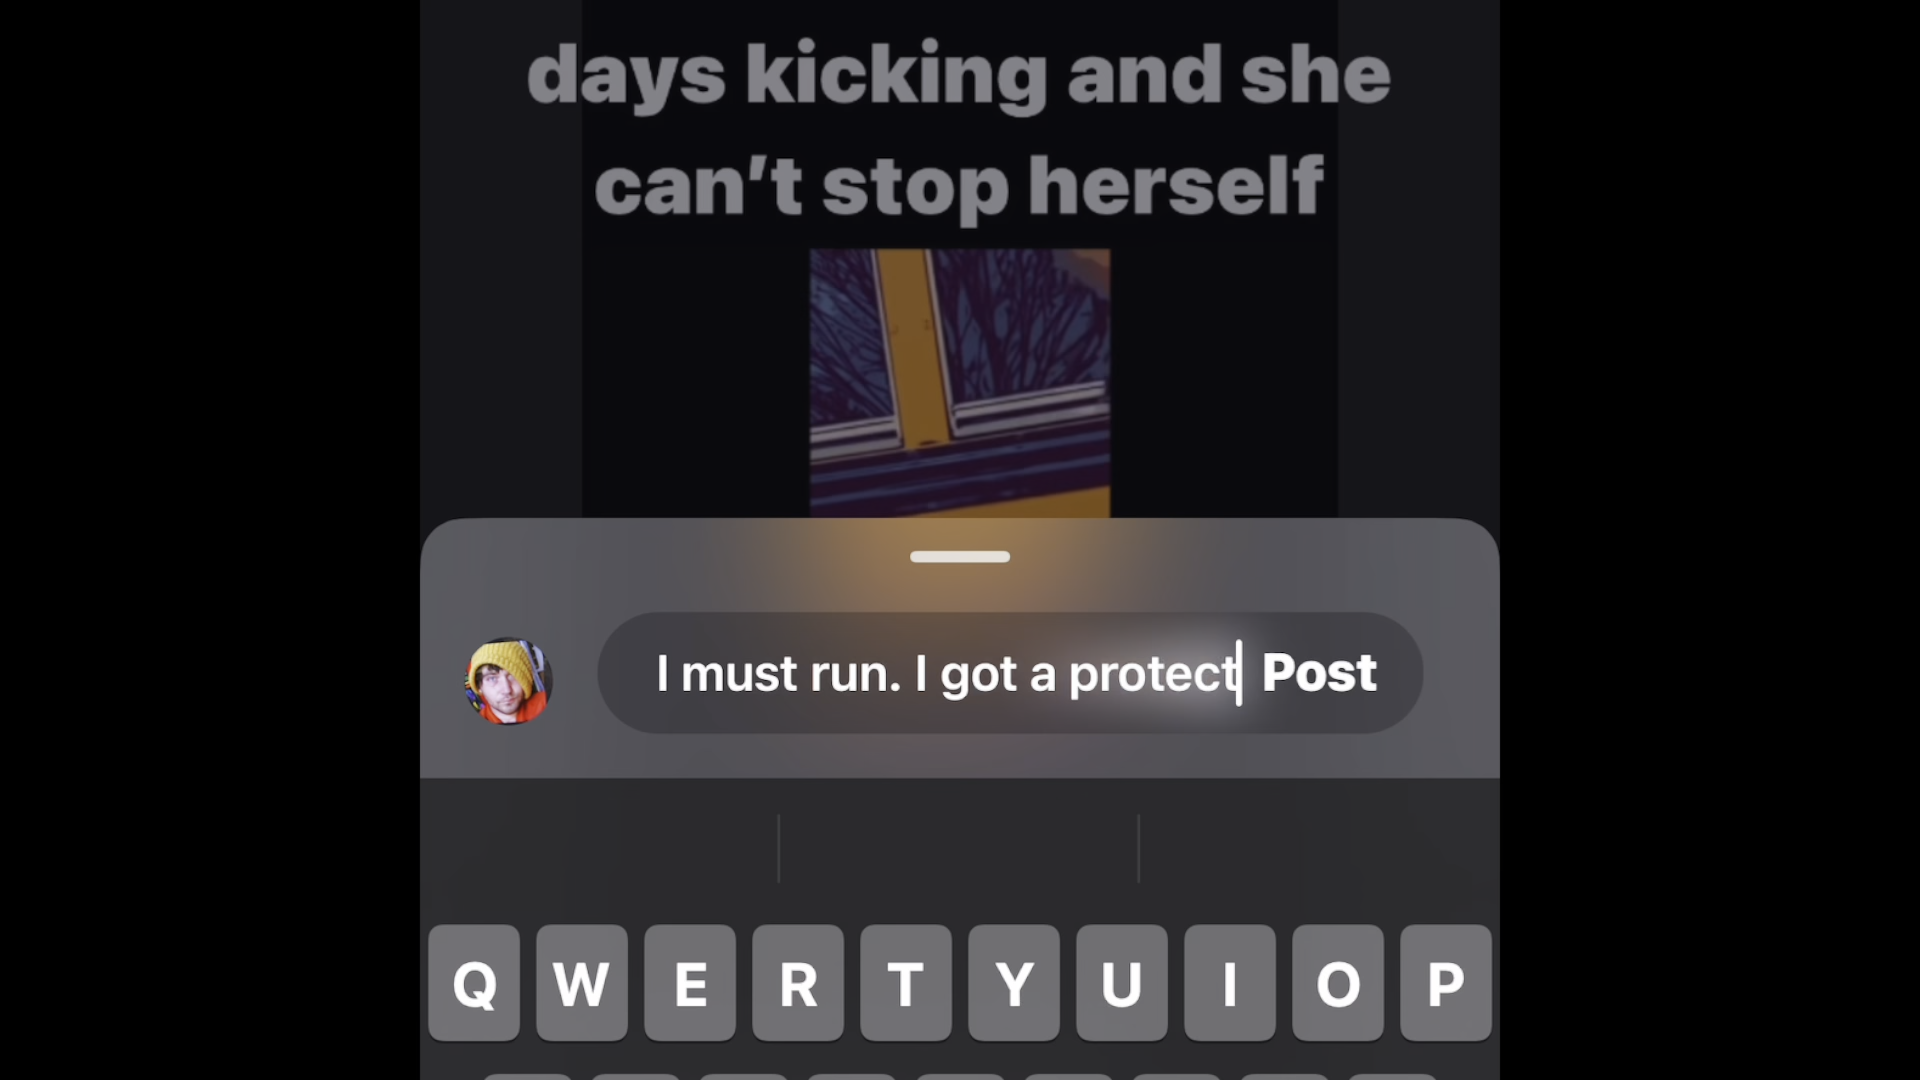 days kicking and she
can’t stop herself
I must run. I got a protect Post
Q W E R T Y U I O P